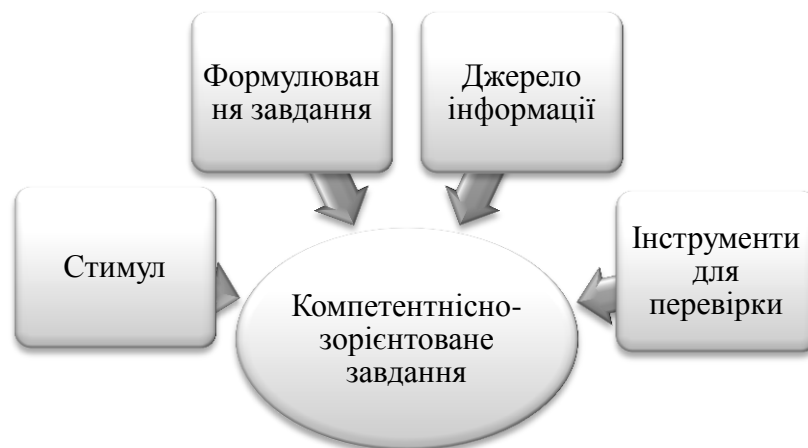 Формулюван
ня завдання
Джерело
інформації
Стимул
Інструменти
для
перевірки
Компетентнісно-
зорієнтоване
завдання